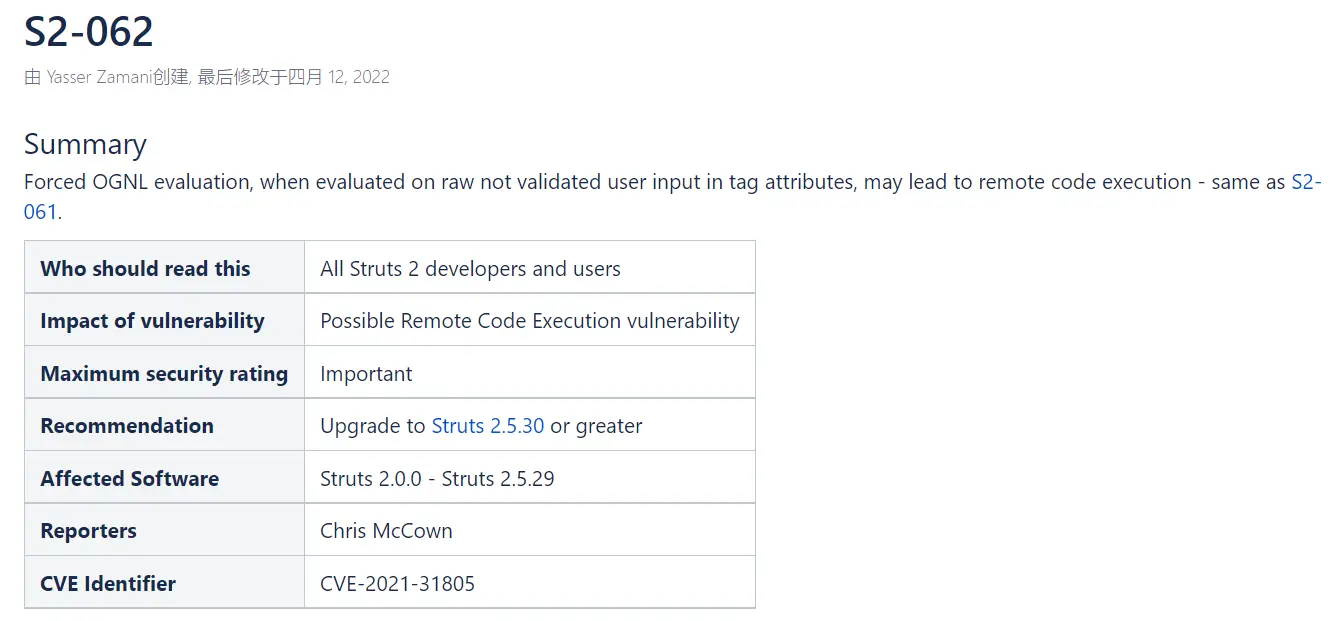 S2-062
由 Yasser Zamani创建, 最后修改于四月 12, 2022
Summary
Forced OGNL evaluation, when evaluated on raw not validated user input in tag attributes, may lead to remote code execution - same as S2-
061.
Who should read this All Struts 2 developers and users
Impact of vulnerability Possible Remote Code Execution vulnerability
Maximum security rating Important
Recommendation Upgrade to Struts 2.5.30 or greater
Affected Software Struts 2.0.0 - Struts 2.5.29
Reporters Chris McCown
CVE Identifier CVE-2021-31805